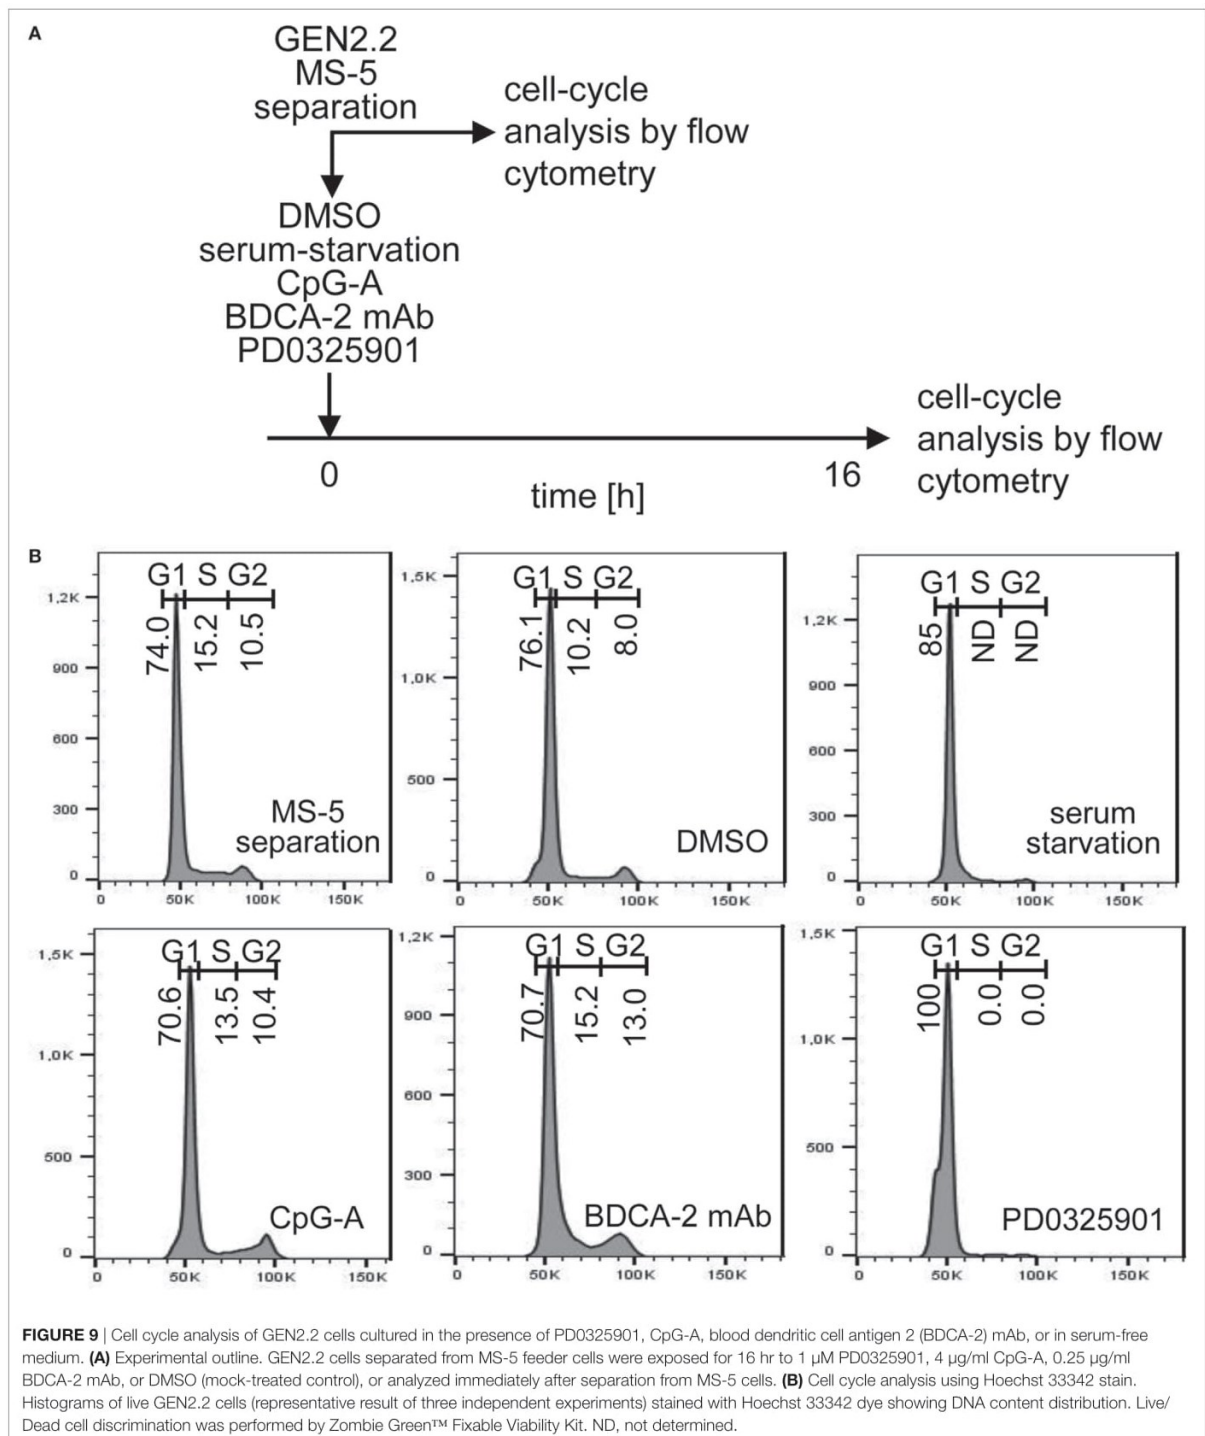 A
GEN2.2
MS-5
separation
cell-cycle
analysis by flow
cytometry
DMSO
serum-starvation
CpG-A
BDCA-2 mAb
PD0325901
cell-cycle
analysis by flow
cytometry
0
16
time [h]
B
G1 S G2
74.0
15.2
10.5
1,2K
900
600
300
0
MS-5
separation
0 50K 100K 150K
G1 S G2
76.1
10.2
8.0
1,5K
1,0K
500
0
DMSO
0 50K 100K 150K
G1 S G2
85
ND
ND
1,2K
900
600
300
0
serum
starvation
0 50K 100K 150K
G1 S G2
70.6
13.5
10.4
1,5K
1,0K
500
0
CpG-A
0 50K 100K 150K
G1 S G2
70.7
15.2
13.0
1,2K
900
600
300
0
BDCA-2 mAb
0 50K 100K 150K
G1 S G2
100
0.0
0.0
1,5K
1,0K
500
0
PD0325901
0 50K 100K 150K
FIGURE 9 | Cell cycle analysis of GEN2.2 cells cultured in the presence of PD0325901, CpG-A, blood dendritic cell antigen 2 (BDCA-2) mAb, or in serum-free
medium. (A) Experimental outline. GEN2.2 cells separated from MS-5 feeder cells were exposed for 16 hr to 1 µM PD0325901, 4 µg/ml CpG-A, 0.25 µg/ml
BDCA-2 mAb, or DMSO (mock-treated control), or analyzed immediately after separation from MS-5 cells. (B) Cell cycle analysis using Hoechst 33342 stain.
Histograms of live GEN2.2 cells (representative result of three independent experiments) stained with Hoechst 33342 dye showing DNA content distribution. Live/
Dead cell discrimination was performed by Zombie Green™ Fixable Viability Kit. ND, not determined.